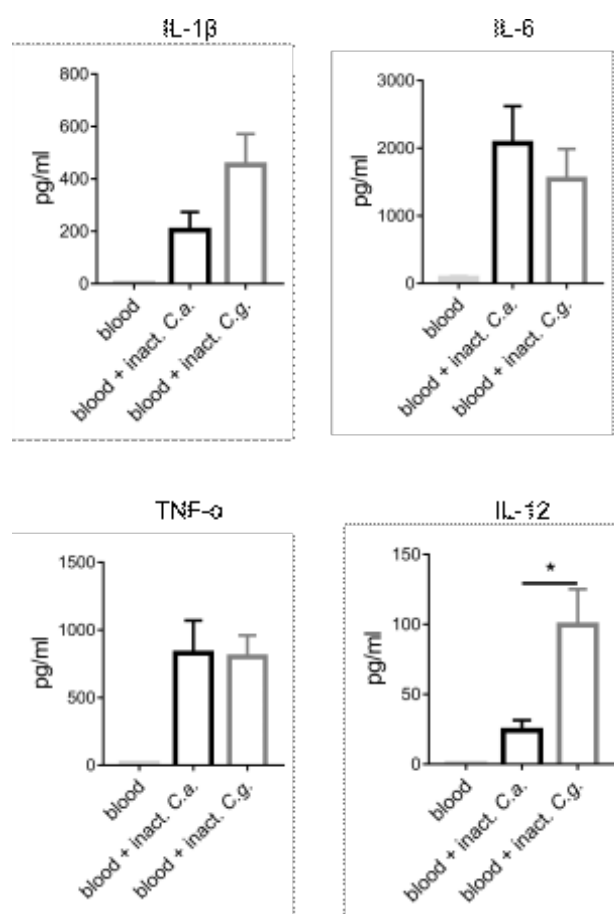 IL-1β
800
600
400
200
0
pg/ml
blood
blood + inact. C.a.
blood + inact. C.g.
IL-6
3000
2000
1000
0
pg/ml
blood
blood + inact. C.a.
blood + inact. C.g.
TNF-α
1500
1000
500
0
pg/ml
blood
blood + inact. C.a.
blood + inact. C.g.
IL-12
150
100
50
0
pg/ml
*
blood
blood + inact. C.a.
blood + inact. C.g.